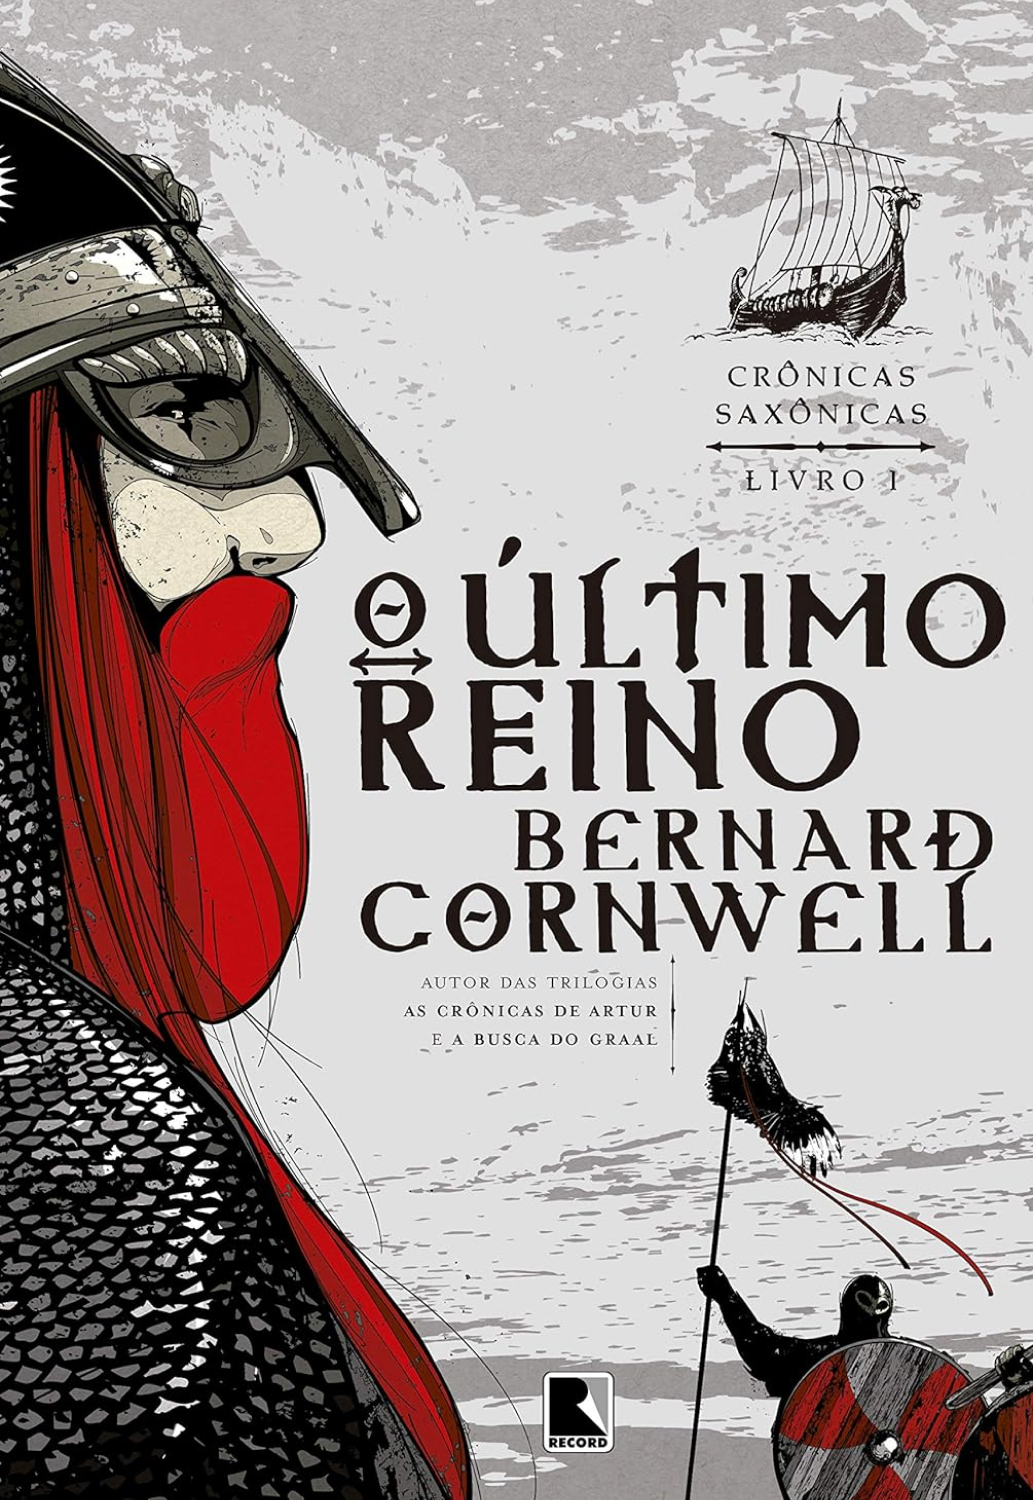 CRÔNICAS
SAXÔNICAS
LIVRO I
O ÚLTIMO
REINO
BERNARD
CORNWELL
AUTOR DAS TRILOGIAS
AS CRÔNICAS DE ARTUR
E A BUSCA DO GRAAL
R
RECORD